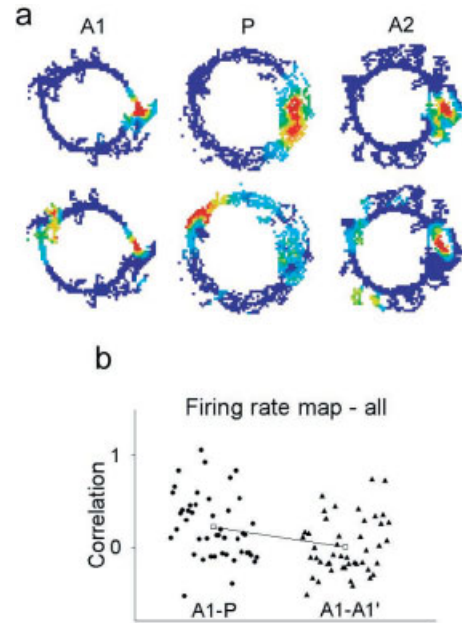 a
A1 P A2
b
Firing rate map - all
Correlation
1
0
A1-P A1-A1'